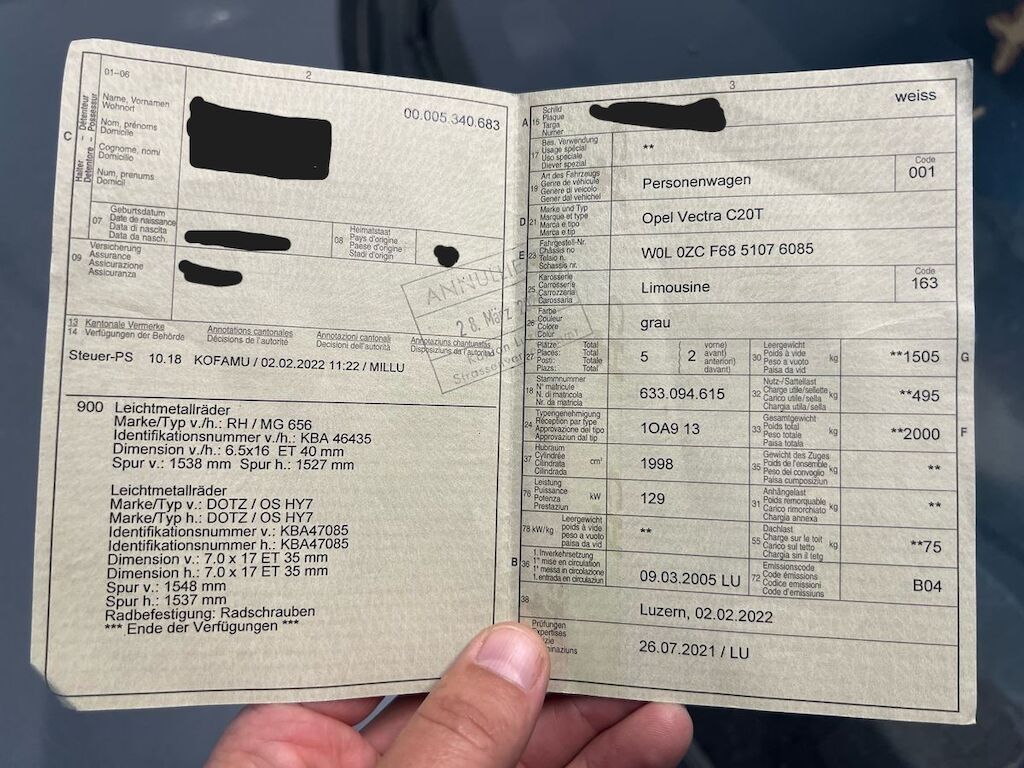 2
01–06
Name, Vornamen
Wohnort
Nom, prénoms
Domicile
Cognome, nomi
Domicilio
Num, prenums
Domicil
C
Halter – Détenteur
Detentore – Possessur
00.005.340.683
07
Geburtsdatum
Date de naissance
Data di nascita
Data da nasch.
08
Heimatstaat
Pays d'origine
Paese d'origine
Stadi d'origin
09
Versicherung
Assurance
Assicurazione
Assicuranza
13 Kantonale Vermerke
14 Verfügungen der Behörde
Annotations cantonales
Décisions de l'autorité
Annotazioni cantonali
Decisioni dell'autorità
Annotaziuns chantunalas
Disposiziuns da l'autoritad
ANNULLIE
28. März 2
Steuer-PS 10.18 KOFAMU / 02.02.2022 11:22 / MILLU
900 Leichtmetallräder
Marke/Typ v./h.: RH / MG 656
Identifikationsnummer v./h.: KBA 46435
Dimension v./h.: 6.5x16 ET 40 mm
Spur v.: 1538 mm Spur h.: 1527 mm
Leichtmetallräder
Marke/Typ v.: DOTZ / OS HY7
Marke/Typ h.: DOTZ / OS HY7
Identifikationsnummer v.: KBA47085
Identifikationsnummer h.: KBA47085
Dimension v.: 7.0 x 17 ET 35 mm
Dimension h.: 7.0 x 17 ET 35 mm
Spur v.: 1548 mm
Spur h.: 1537 mm
Radbefestigung: Radschrauben
*** Ende der Verfügungen ***
3
A 15
Schild
Plaque
Targa
Numer
weiss
17
Bes. Verwendung
Usage spécial
Uso speciale
Diever spezial
**
19
Art des Fahrzeugs
Genre de véhicule
Genere di veicolo
Gener dal vehichel
Personenwagen
Code
001
D 21
Marke und Typ
Marque et type
Marca e tipo
Marca e tip
Opel Vectra C20T
E 23
Fahrgestell-Nr.
Châssis no
Telaio n.
Schassis nr.
W0L 0ZC F68 5107 6085
25
Karosserie
Carrosserie
Carrozzeria
Carossaria
Limousine
Code
163
26
Farbe
Couleur
Colore
Color
grau
27
Plätze: Total
Places: Total
Posti: Totale
Plazs: Total
5
2
vorne)
avant)
anteriori)
davant)
30
Leergewicht
Poids à vide
Peso a vuoto
Paisa da vid
kg
**1505
G
18
Stammnummer
N° matricule
N. di matricola
Nr. da matricla
633.094.615
32
Nutz-/Sattellast
Charge utile/sellette
Carico utile/sella
Chargia utila/sella
kg
**495
24
Typengenehmigung
Réception par type
Approvazione del tipo
Approvaziun dal tip
1OA9 13
33
Gesamtgewicht
Poids total
Peso totale
Paisa totala
kg
**2000
F
37
Hubraum
Cylindrée
Cilindrata
Cilindrada
cm³
1998
35
Gewicht des Zuges
Poids de l'ensemble
Peso del convoglio
Paisa cumposiziun
kg
**
76
Leistung
Puissance
Potenza
Prestaziun
kW
129
31
Anhängelast
Poids remorquable
Carico rimorchiato
Chargia annexa
kg
**
78 kW/kg
Leergewicht
poids à vide
peso a vuoto
paisa da vid
**
55
Dachlast
Charge sur le toit
Carico sul tetto
Chargia sin il tetg
kg
**75
B 36
1. Inverkehrsetzung
1re mise en circulation
1a messa in circolazione
1. entrada en circulaziun
09.03.2005 LU
72
Emissionscode
Code émissions
Codice emissioni
Code d'emissiuns
B04
38
Luzern, 02.02.2022
Prüfungen
26.07.2021 / LU